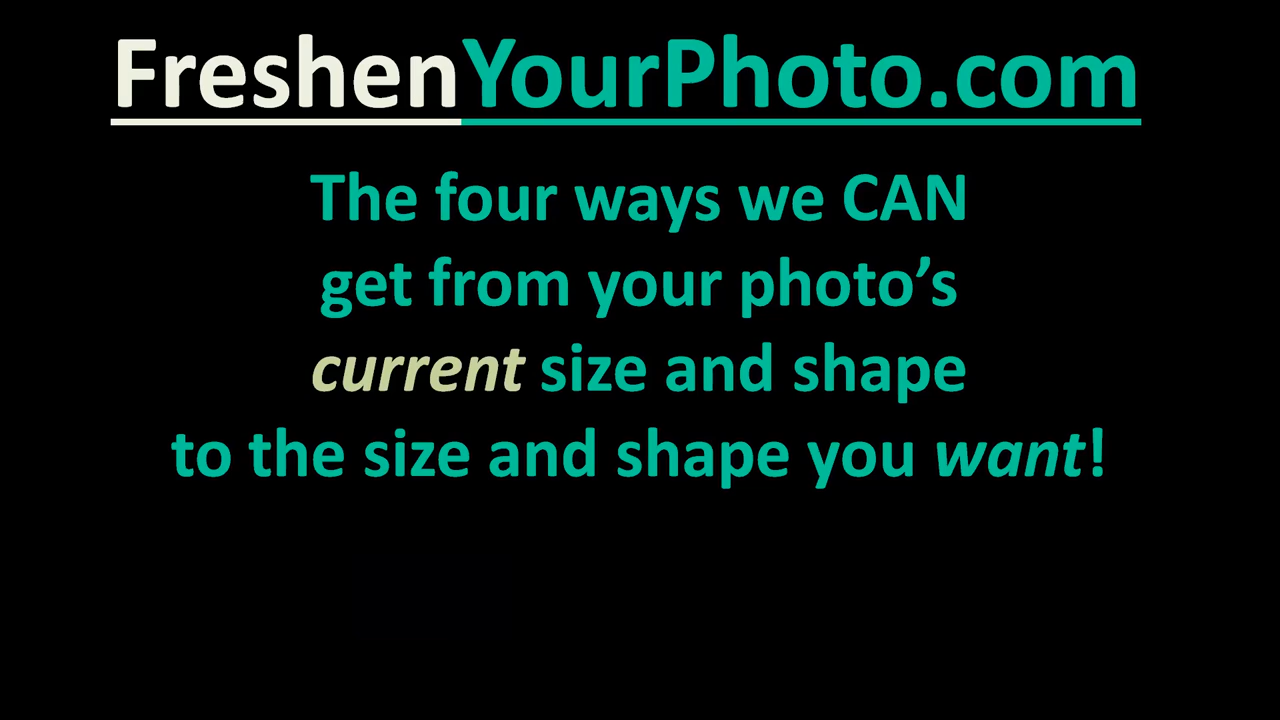 FreshenYourPhoto.com
The four ways we CAN
get from your photo’s
current size and shape
to the size and shape you want!